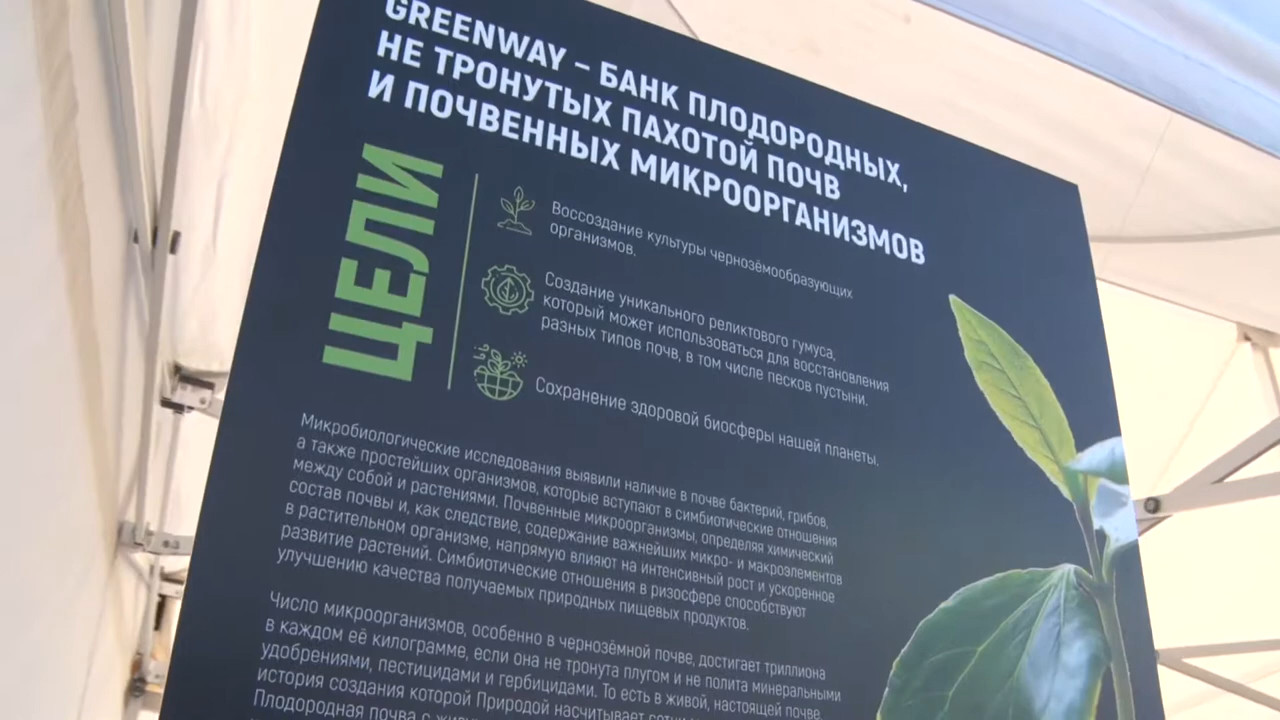 GREENWAY – БАНК ПЛОДОРОДНЫХ,
НЕ ТРОНУТЫХ ПАХОТОЙ ПОЧВ
И ПОЧВЕННЫХ МИКРООРГАНИЗМОВ
ЦЕЛИ
Воссоздание культуры чернозёмообразующих
организмов.
Создание уникального реликтового гумуса,
который может использоваться для восстановления
разных типов почв, в том числе песков пустыни.
Сохранение здоровой биосферы нашей планеты.
Микробиологические исследования выявили наличие в почве бактерий, грибов,
а также простейших организмов, которые вступают в симбиотические отношения
между собой и растениями. Почвенные микроорганизмы, определяя химический
состав почвы и, как следствие, содержание важнейших микро- и макроэлементов
в растительном организме, напрямую влияют на интенсивный рост и ускоренное
развитие растений. Симбиотические отношения в ризосфере способствуют
улучшению качества получаемых природных пищевых продуктов.
Число микроорганизмов, особенно в чернозёмной почве, достигает триллиона
в каждом её килограмме, если она не тронута плугом и не полита минеральными
удобрениями, пестицидами и гербицидами. То есть в живой, настоящей почве,
история создания которой Природой насчитывает сотни
Плодородная почва с